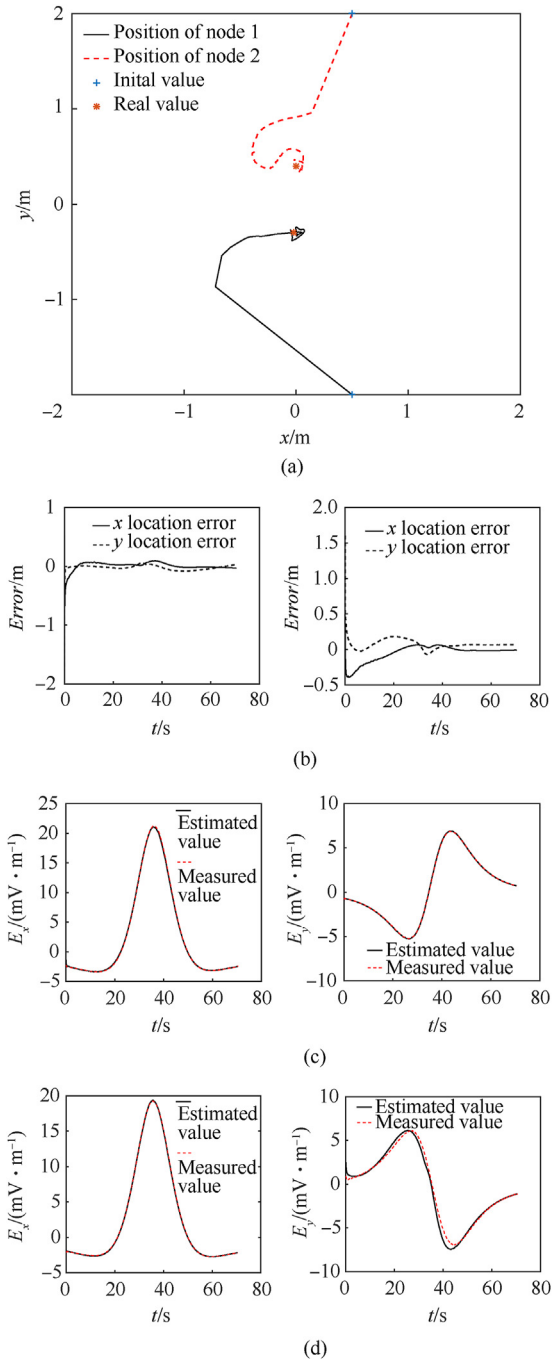 2
Position of node 1
Position of node 2
Inital value
Real value
1
0
−1
y/m
−2 −1 0 1 2
x/m
(a)
1
0
−1
−2
Error/m
x location error
y location error
0 20 40 60 80
t/s
2.0
1.5
1.0
0.5
0
−0.5
Error/m
x location error
y location error
0 20 40 60 80
t/s
(b)
25
20
15
10
5
0
−5
Ex/(mV·m−1)
Estimated
value
Measured
value
0 20 40 60 80
t/s
10
5
0
−5
−10
Ey/(mV·m−1)
Estimated value
Measured value
0 20 40 60 80
t/s
(c)
20
15
10
5
0
−5
Ex/(mV·m−1)
Estimated
value
Measured
value
0 20 40 60 80
t/s
10
5
0
−5
−10
Ey/(mV·m−1)
Estimated value
Measured value
0 20 40 60 80
t/s
(d)